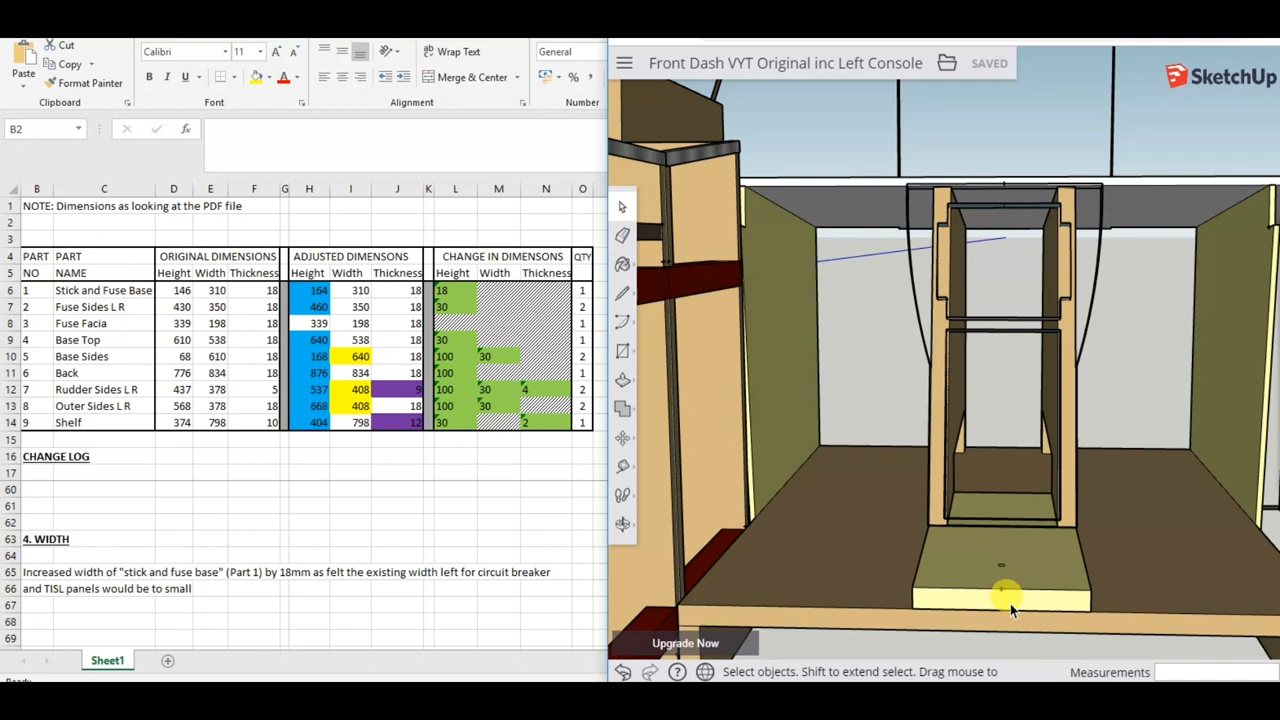 Cut
Copy
Format Painter
Paste
Calibri 11
B I U
Wrap Text
Merge & Center
General
%
Clipboard Font Alignment Number
B2
fx
B C D E F G H I J K L M N O
1 NOTE: Dimensions as looking at the PDF file
2
3
4 PART PART ORIGINAL DIMENSIONS ADJUSTED DIMENSIONS CHANGE IN DIMENSONS QTY
5 NO NAME Height Width Thickness Height Width Thickness Height Width Thickness
6 1 Stick and Fuse Base 146 310 18 164 310 18 18 1
7 2 Fuse Sides L R 430 350 18 460 350 18 30 2
8 3 Fuse Facia 339 198 18 339 198 18 1
9 4 Base Top 610 538 18 640 538 18 30 1
10 5 Base Sides 68 610 18 168 640 18 100 30 2
11 6 Back 776 834 18 876 834 18 100 1
12 7 Rudder Sides L R 437 378 5 537 408 9 100 30 4 2
13 8 Outer Sides L R 568 378 18 668 408 18 100 30 2
14 9 Shelf 374 798 10 404 798 12 30 2 1
15
16 CHANGE LOG
17
60
61
62
63 4. WIDTH
64
65 Increased width of "stick and fuse base" (Part 1) by 18mm as felt the existing width left for circuit breaker
66 and TISL panels would be to small
67
68
69
Sheet1
Front Dash VYT Original inc Left Console SAVED
SketchUp
Upgrade Now
Select objects. Shift to extend select. Drag mouse to
Measurements